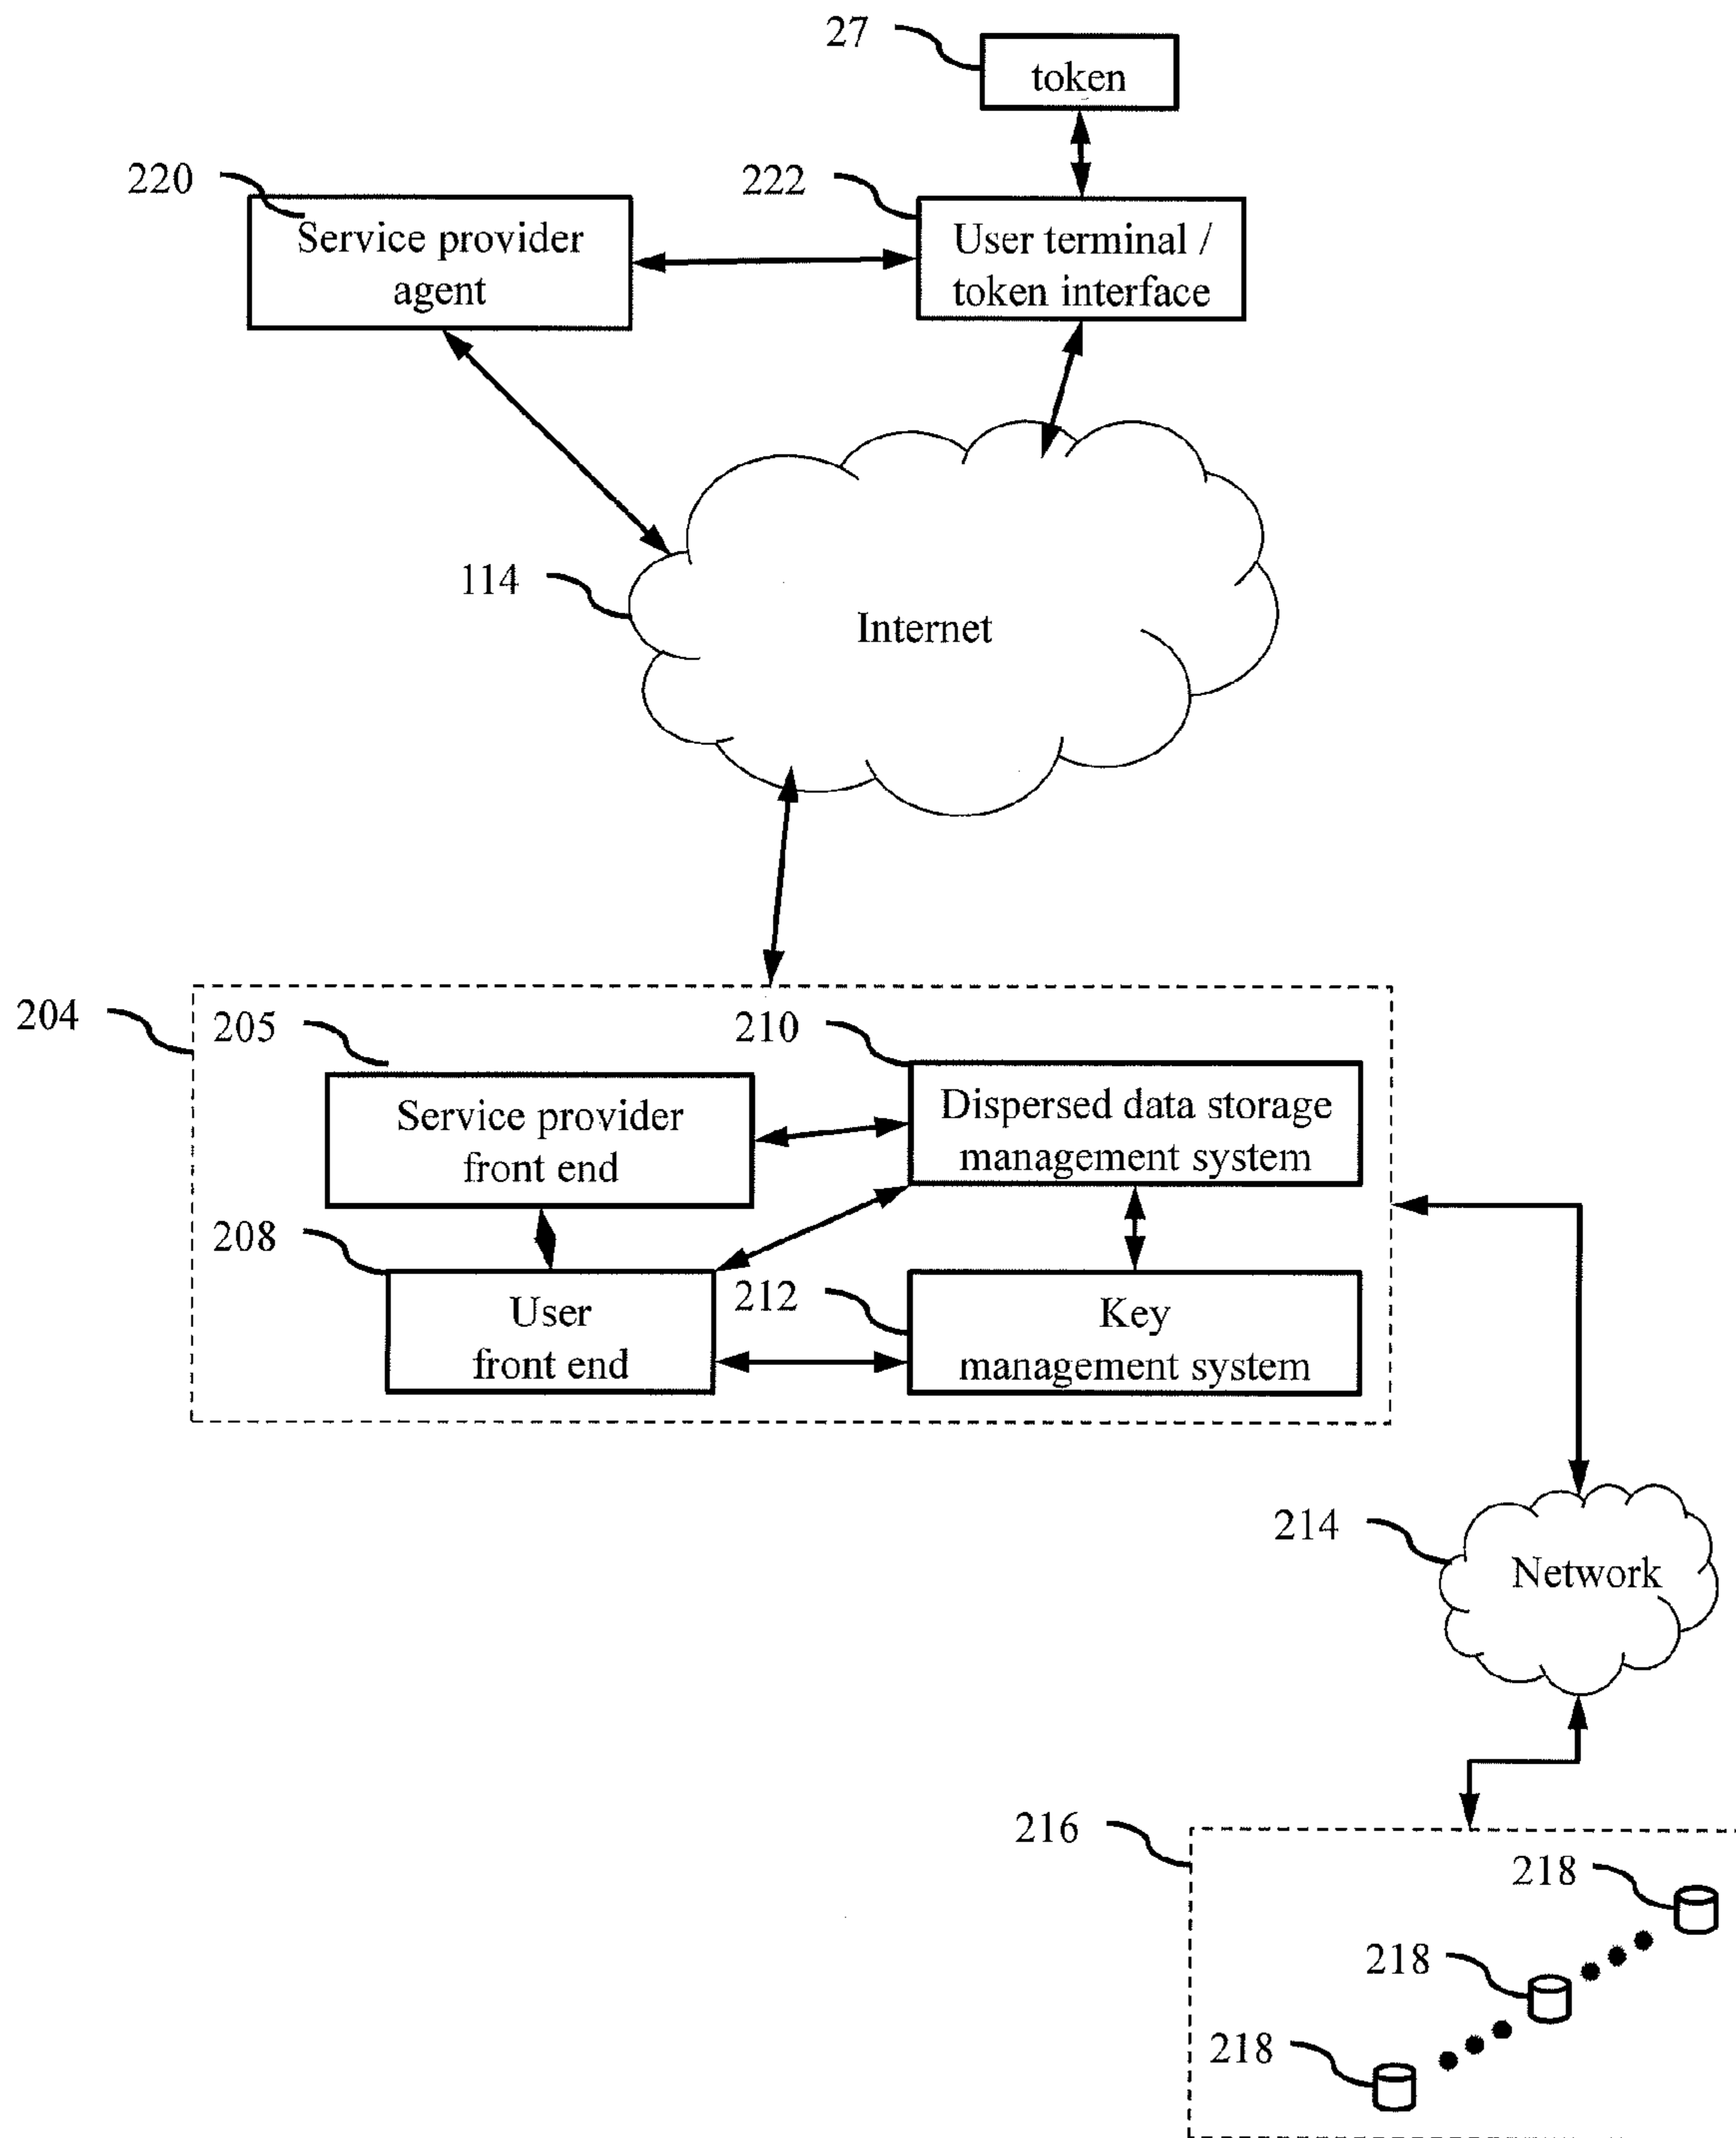 27
token
220
222
Service provider
agent
User terminal /
token interface
114
Internet
204
205
210
Service provider
front end
Dispersed data storage
management system
208
212
User
front end
Key
management system
214
Network
216
218
218
218